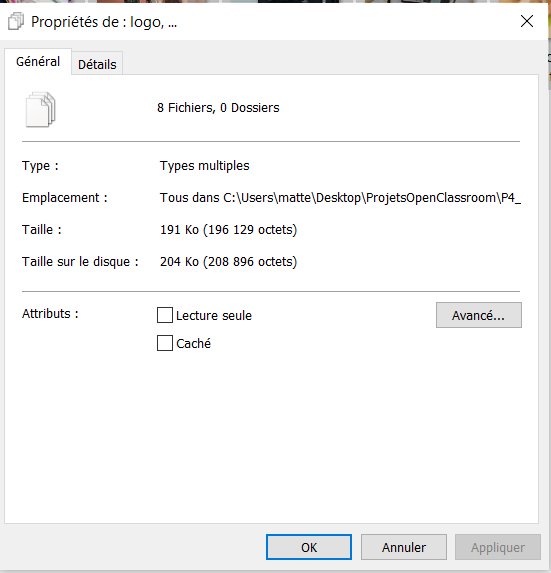 Propriétés de : logo, ...
Général
Détails
8 Fichiers, 0 Dossiers
Type : Types multiples
Emplacement : Tous dans C:\Users\matte\Desktop\ProjetsOpenClassroom\P4_
Taille : 191 Ko (196 129 octets)
Taille sur le disque : 204 Ko (208 896 octets)
Attributs : Lecture seule Avancé...
Caché
OK Annuler Appliquer